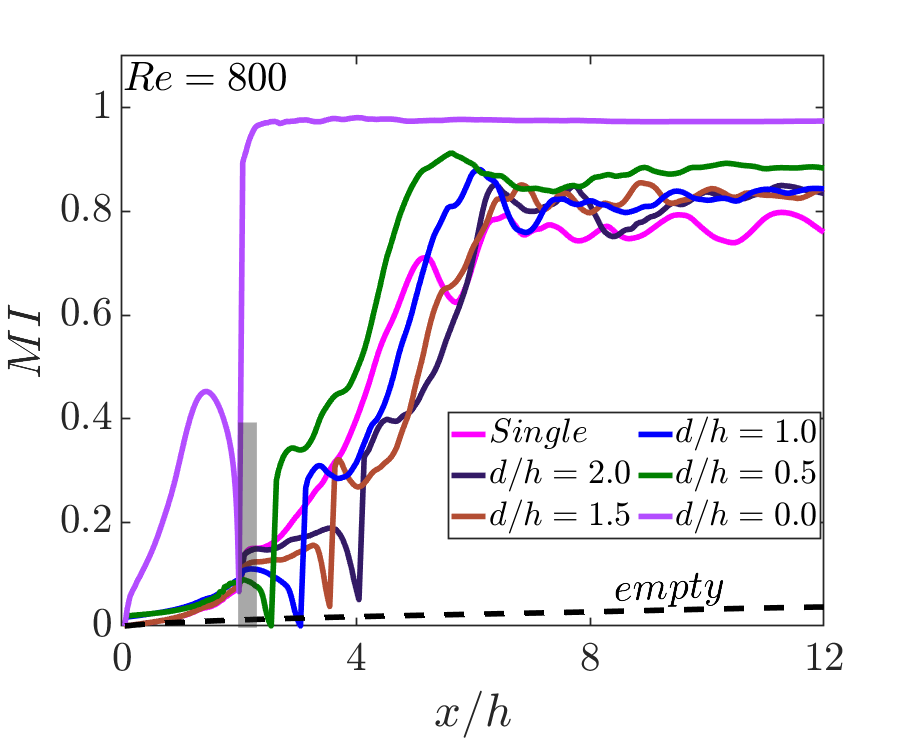 Re = 800
MI
1
0.8
0.6
0.4
0.2
0
Single
d/h = 1.0
d/h = 2.0
d/h = 0.5
d/h = 1.5
d/h = 0.0
empty
0 4 8 12
x/h